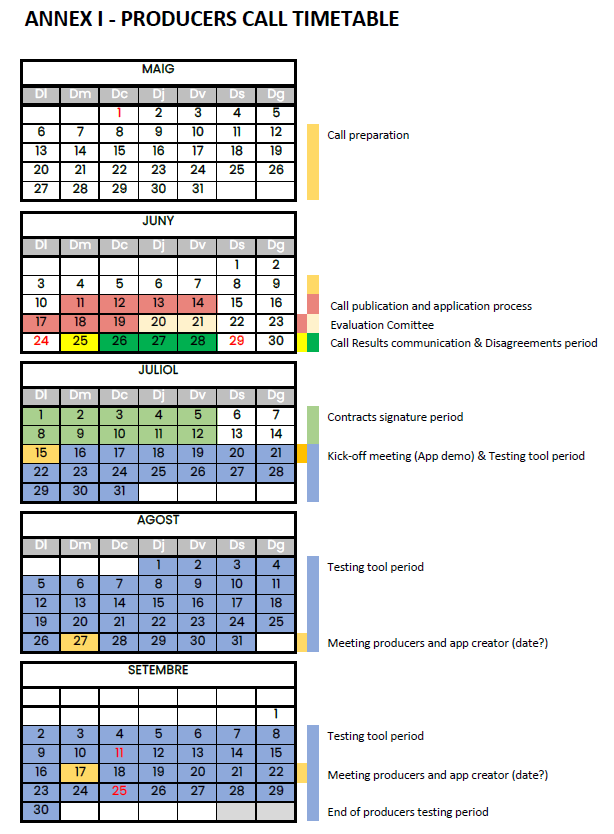 ANNEX I - PRODUCERS CALL TIMETABLE
MAIG
Dl Dm Dc Dj Dv Ds Dg
1 2 3 4 5
6 7 8 9 10 11 12 Call preparation
13 14 15 16 17 18 19
20 21 22 23 24 25 26
27 28 29 30 31
JUNY
Dl Dm Dc Dj Dv Ds Dg
1 2
3 4 5 6 7 8 9
10 11 12 13 14 15 16 Call publication and application process
17 18 19 20 21 22 23 Evaluation Comittee
24 25 26 27 28 29 30 Call Results communication & Disagreements period
JULIOL
Dl Dm Dc Dj Dv Ds Dg
1 2 3 4 5 6 7 Contracts signature period
8 9 10 11 12 13 14
15 16 17 18 19 20 21 Kick-off meeting (App demo) & Testing tool period
22 23 24 25 26 27 28
29 30 31
AGOST
Dl Dm Dc Dj Dv Ds Dg
1 2 3 4 Testing tool period
5 6 7 8 9 10 11
12 13 14 15 16 17 18
19 20 21 22 23 24 25
26 27 28 29 30 31 Meeting producers and app creator (date?)
SETEMBRE
1
2 3 4 5 6 7 8 Testing tool period
9 10 11 12 13 14 15
16 17 18 19 20 21 22 Meeting producers and app creator (date?)
23 24 25 26 27 28 29
30 End of producers testing period